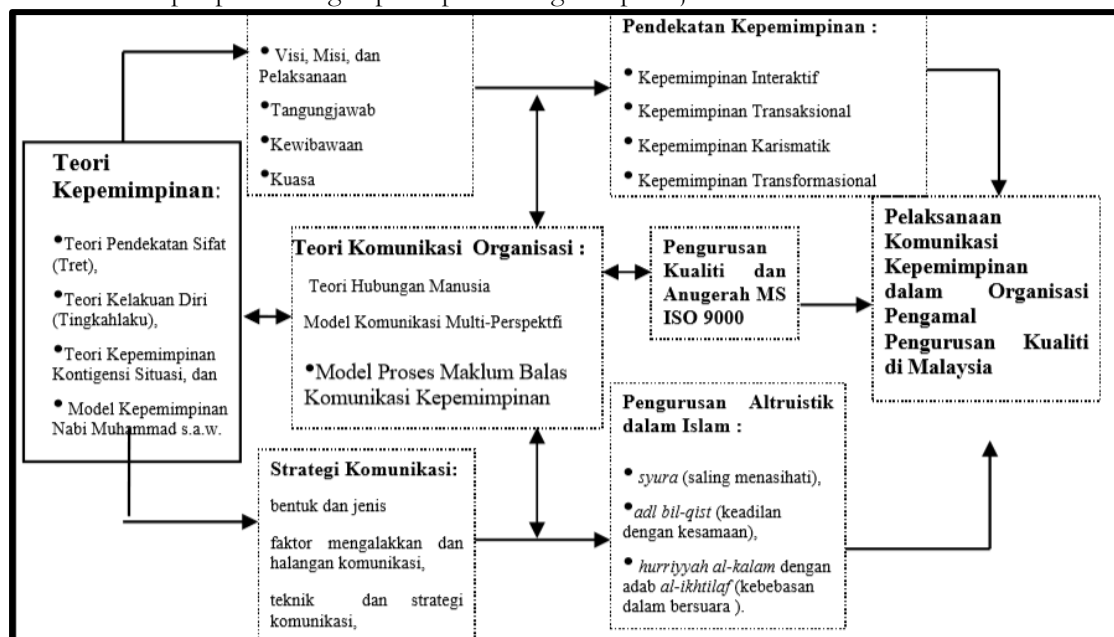 • Visi, Misi, dan
Pelaksanaan
•Tangungjawab
•Kewibawaan
•Kuasa
Pendekatan Kepemimpinan :
• Kepemimpinan Interaktif
• Kepemimpinan Transaksional
• Kepemimpinan Karismatik
• Kepemimpinan Transformasional
Teori
Kepemimpinan:
•Teori Pendekatan Sifat
(Tret),
•Teori Kelakuan Diri
(Tingkahlaku),
•Teori Kepemimpinan
Kontigensi Situasi, dan
• Model Kepemimpinan
Nabi Muhammad s.a.w.
Teori Komunikasi Organisasi :
Teori Hubungan Manusia
Model Komunikasi Multi-Perspektfi
•Model Proses Maklum Balas
Komunikasi Kepemimpinan
Pengurusan
Kualiti dan
Anugerah MS
ISO 9000
Pelaksanaan
Komunikasi
Kepemimpinan
dalam Organisasi
Pengamal
Pengurusan Kualiti
di Malaysia
Strategi Komunikasi:
bentuk dan jenis
faktor mengalakkan dan
halangan komunikasi,
teknik dan strategi
komunikasi,
Pengurusan Altruistik
dalam Islam :
• syura (saling menasihati),
•adl bil-qist (keadilan
dengan kesamaan),
• hurriyyah al-kalam dengan
adab al-ikhtilaf (kebebasan
dalam bersuara ).